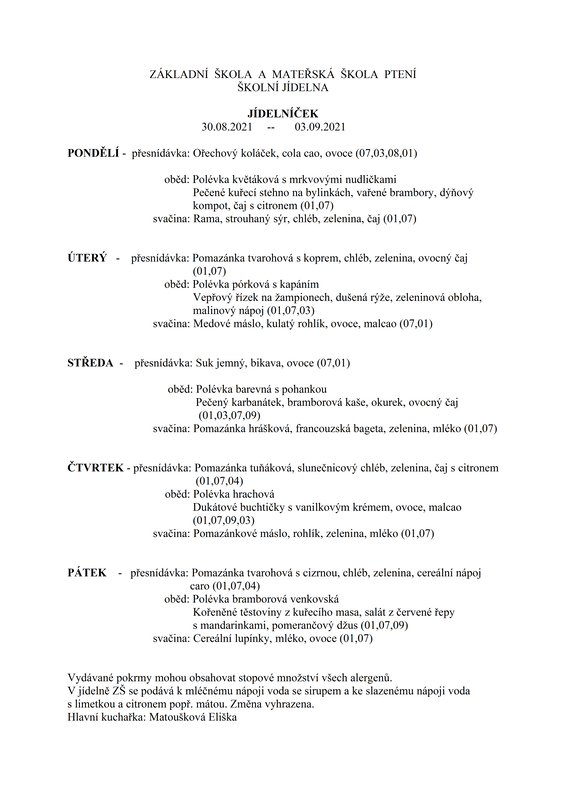 ZÁKLADNÍ ŠKOLA A MATEŘSKÁ ŠKOLA PTENÍ
ŠKOLNÍ JÍDELNA
JÍDELNÍČEK
30.08.2021 -- 03.09.2021
PONDĚLÍ - přesnídávka: Ořechový koláček, cola cao, ovoce (07,03,08,01)
oběd: Polévka květáková s mrkvovými nudličkami
Pečené kuřecí stehno na bylinkách, vařené brambory, dýňový
kompot, čaj s citronem (01,07)
svačina: Rama, strouhaný sýr, chléb, zelenina, čaj (01,07)
ÚTERÝ - přesnídávka: Pomazánka tvarohová s koprem, chléb, zelenina, ovocný čaj
(01,07)
oběd: Polévka pórková s kapáním
Vepřový řízek na žampionech, dušená rýže, zeleninová obloha,
malinový nápoj (01,07,03)
svačina: Medové máslo, kulatý rohlík, ovoce, malcao (07,01)
STŘEDA - přesnídávka: Suk jemný, bikava, ovoce (07,01)
oběd: Polévka barevná s pohankou
Pečený karbanátek, bramborová kaše, okurek, ovocný čaj
(01,03,07,09)
svačina: Pomazánka hrášková, francouzská bageta, zelenina, mléko (01,07)
ČTVRTEK - přesnídávka: Pomazánka tuňáková, slunečnicový chléb, zelenina, čaj s citronem
(01,07,04)
oběd: Polévka hrachová
Dukátové buchtičky s vanilkovým krémem, ovoce, malcao
(01,07,09,03)
svačina: Pomazánkové máslo, rohlík, zelenina, mléko (01,07)
PÁTEK - přesnídávka: Pomazánka tvarohová s cizrnou, chléb, zelenina, cereální nápoj
caro (01,07,04)
oběd: Polévka bramborová venkovská
Kořeněné těstoviny z kuřecího masa, salát z červené řepy
s mandarinkami, pomerančový džus (01,07,09)
svačina: Cereální lupínky, mléko, ovoce (01,07)
Vydávané pokrmy mohou obsahovat stopové množství všech alergenů.
V jídelně ZŠ se podává k mléčnému nápoji voda se sirupem a ke slazenému nápoji voda
s limetkou a citronem popř. mátou. Změna vyhrazena.
Hlavní kuchařka: Matoušková Eliška